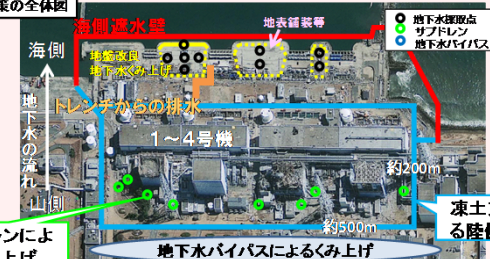 策の全体図
海側遮水壁
地表舗装等
地下水採取点
サブドレン
地下水バイパス
海側
地盤改良
地下水くみ上げ
トレンチからの排水
地下水の流れ
1～4号機
約200m
山側
ンによ
上げ
約500m
凍土
る陸側
地下水バイパスによるくみ上げ